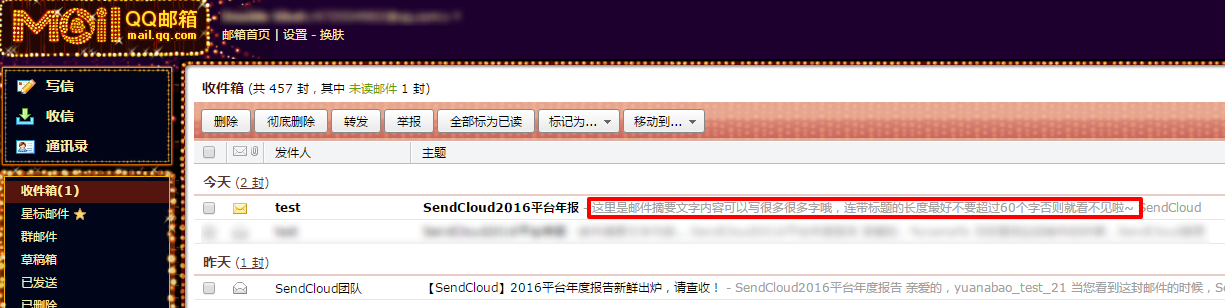 Mail QQ邮箱
mail.qq.com
邮箱首页 | 设置 - 换肤
写信
收信
通讯录
收件箱(1)
星标邮件
群邮件
草稿箱
已发送
已删除
收件箱 (共 457 封，其中 未读邮件 1 封)
删除 彻底删除 转发 举报 全部标为已读 标记为... 移动到...
发件人 主题
今天 (2 封)
test SendCloud2016平台年报 - 这里是邮件摘要文字内容可以写很多很多字哦，连带标题的长度最好不要超过60个字否则就看不见啦~ SendCloud
昨天 (1 封)
SendCloud团队 【SendCloud】2016平台年度报告新鲜出炉，请查收！ - SendCloud2016平台年度报告 亲爱的，yuanabao_test_21 当您看到这封邮件的时候，S